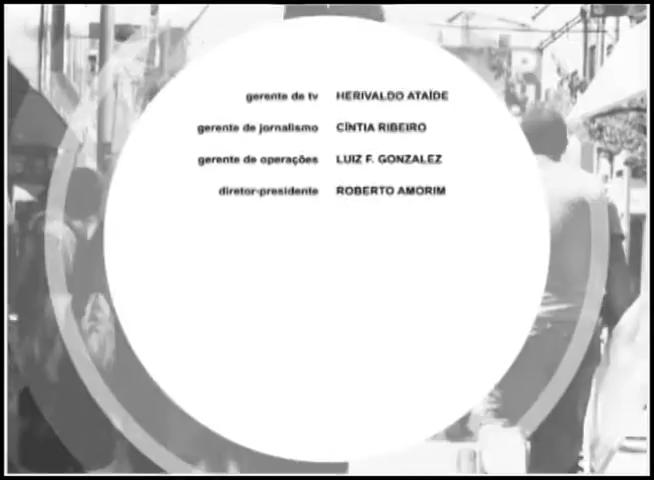 gerente de tv HERIVALDO ATAÍDE
gerente de jornalismo CÍNTIA RIBEIRO
gerente de operações LUIZ F. GONZALEZ
diretor-presidente ROBERTO AMORIM